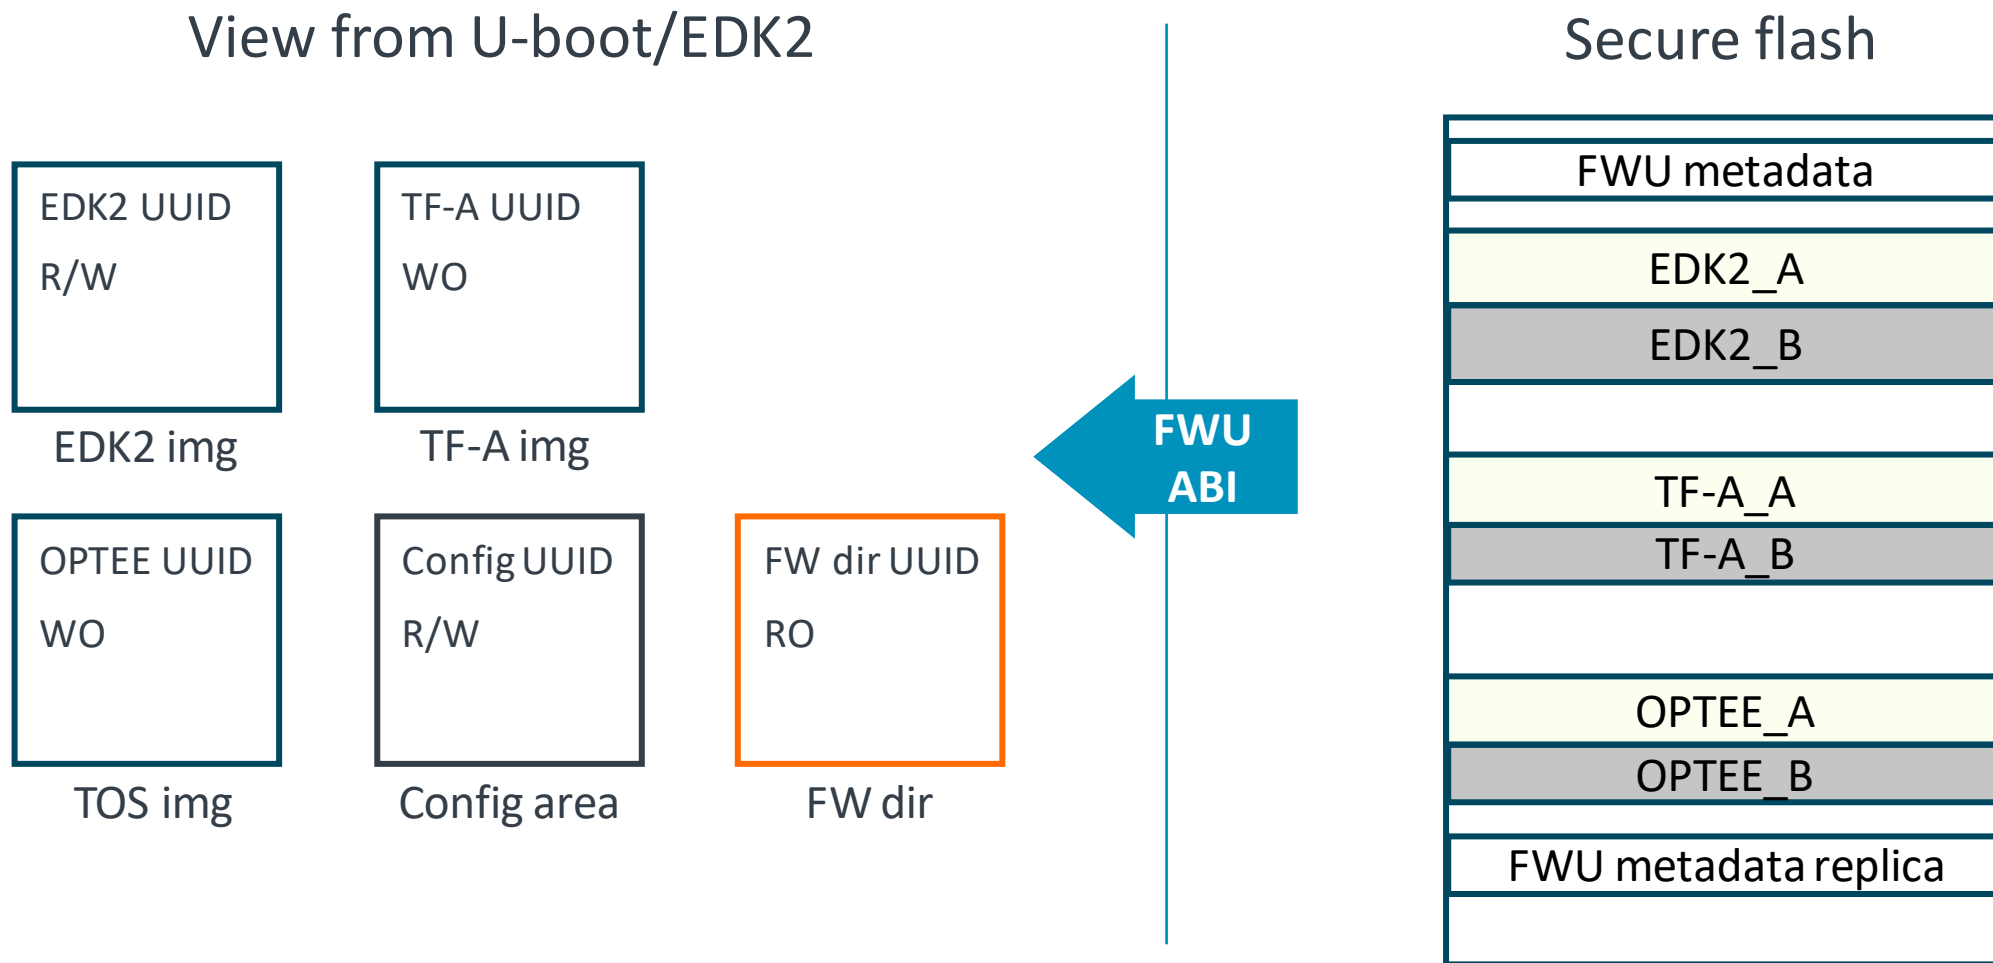 View from U-boot/EDK2
EDK2 UUID
R/W
EDK2 img
TF-A UUID
WO
TF-A img
OPTEE UUID
WO
TOS img
Config UUID
R/W
Config area
FW dir UUID
RO
FW dir
FWU
ABI
Secure flash
FWU metadata
EDK2_A
EDK2_B
TF-A_A
TF-A_B
OPTEE_A
OPTEE_B
FWU metadata replica